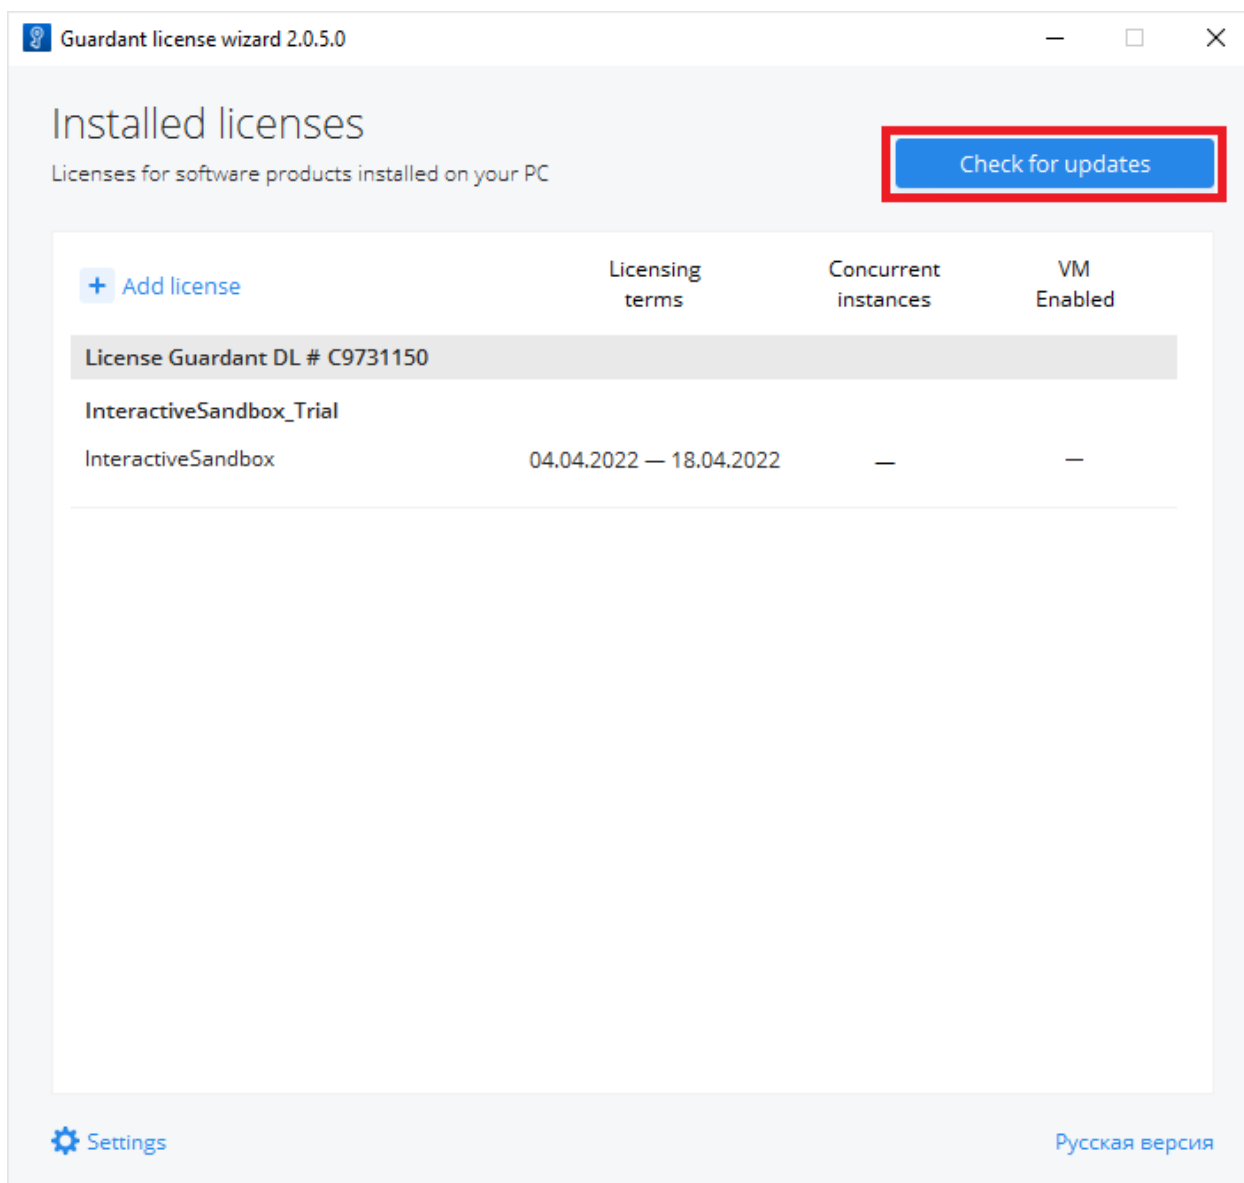 Guardant license wizard 2.0.5.0
Installed licenses
Licenses for software products installed on your PC
Check for updates
+ Add license
Licensing terms
Concurrent instances
VM Enabled
License Guardant DL # C9731150
InteractiveSandbox_Trial
InteractiveSandbox 04.04.2022 — 18.04.2022 — —
Settings
Русская версия